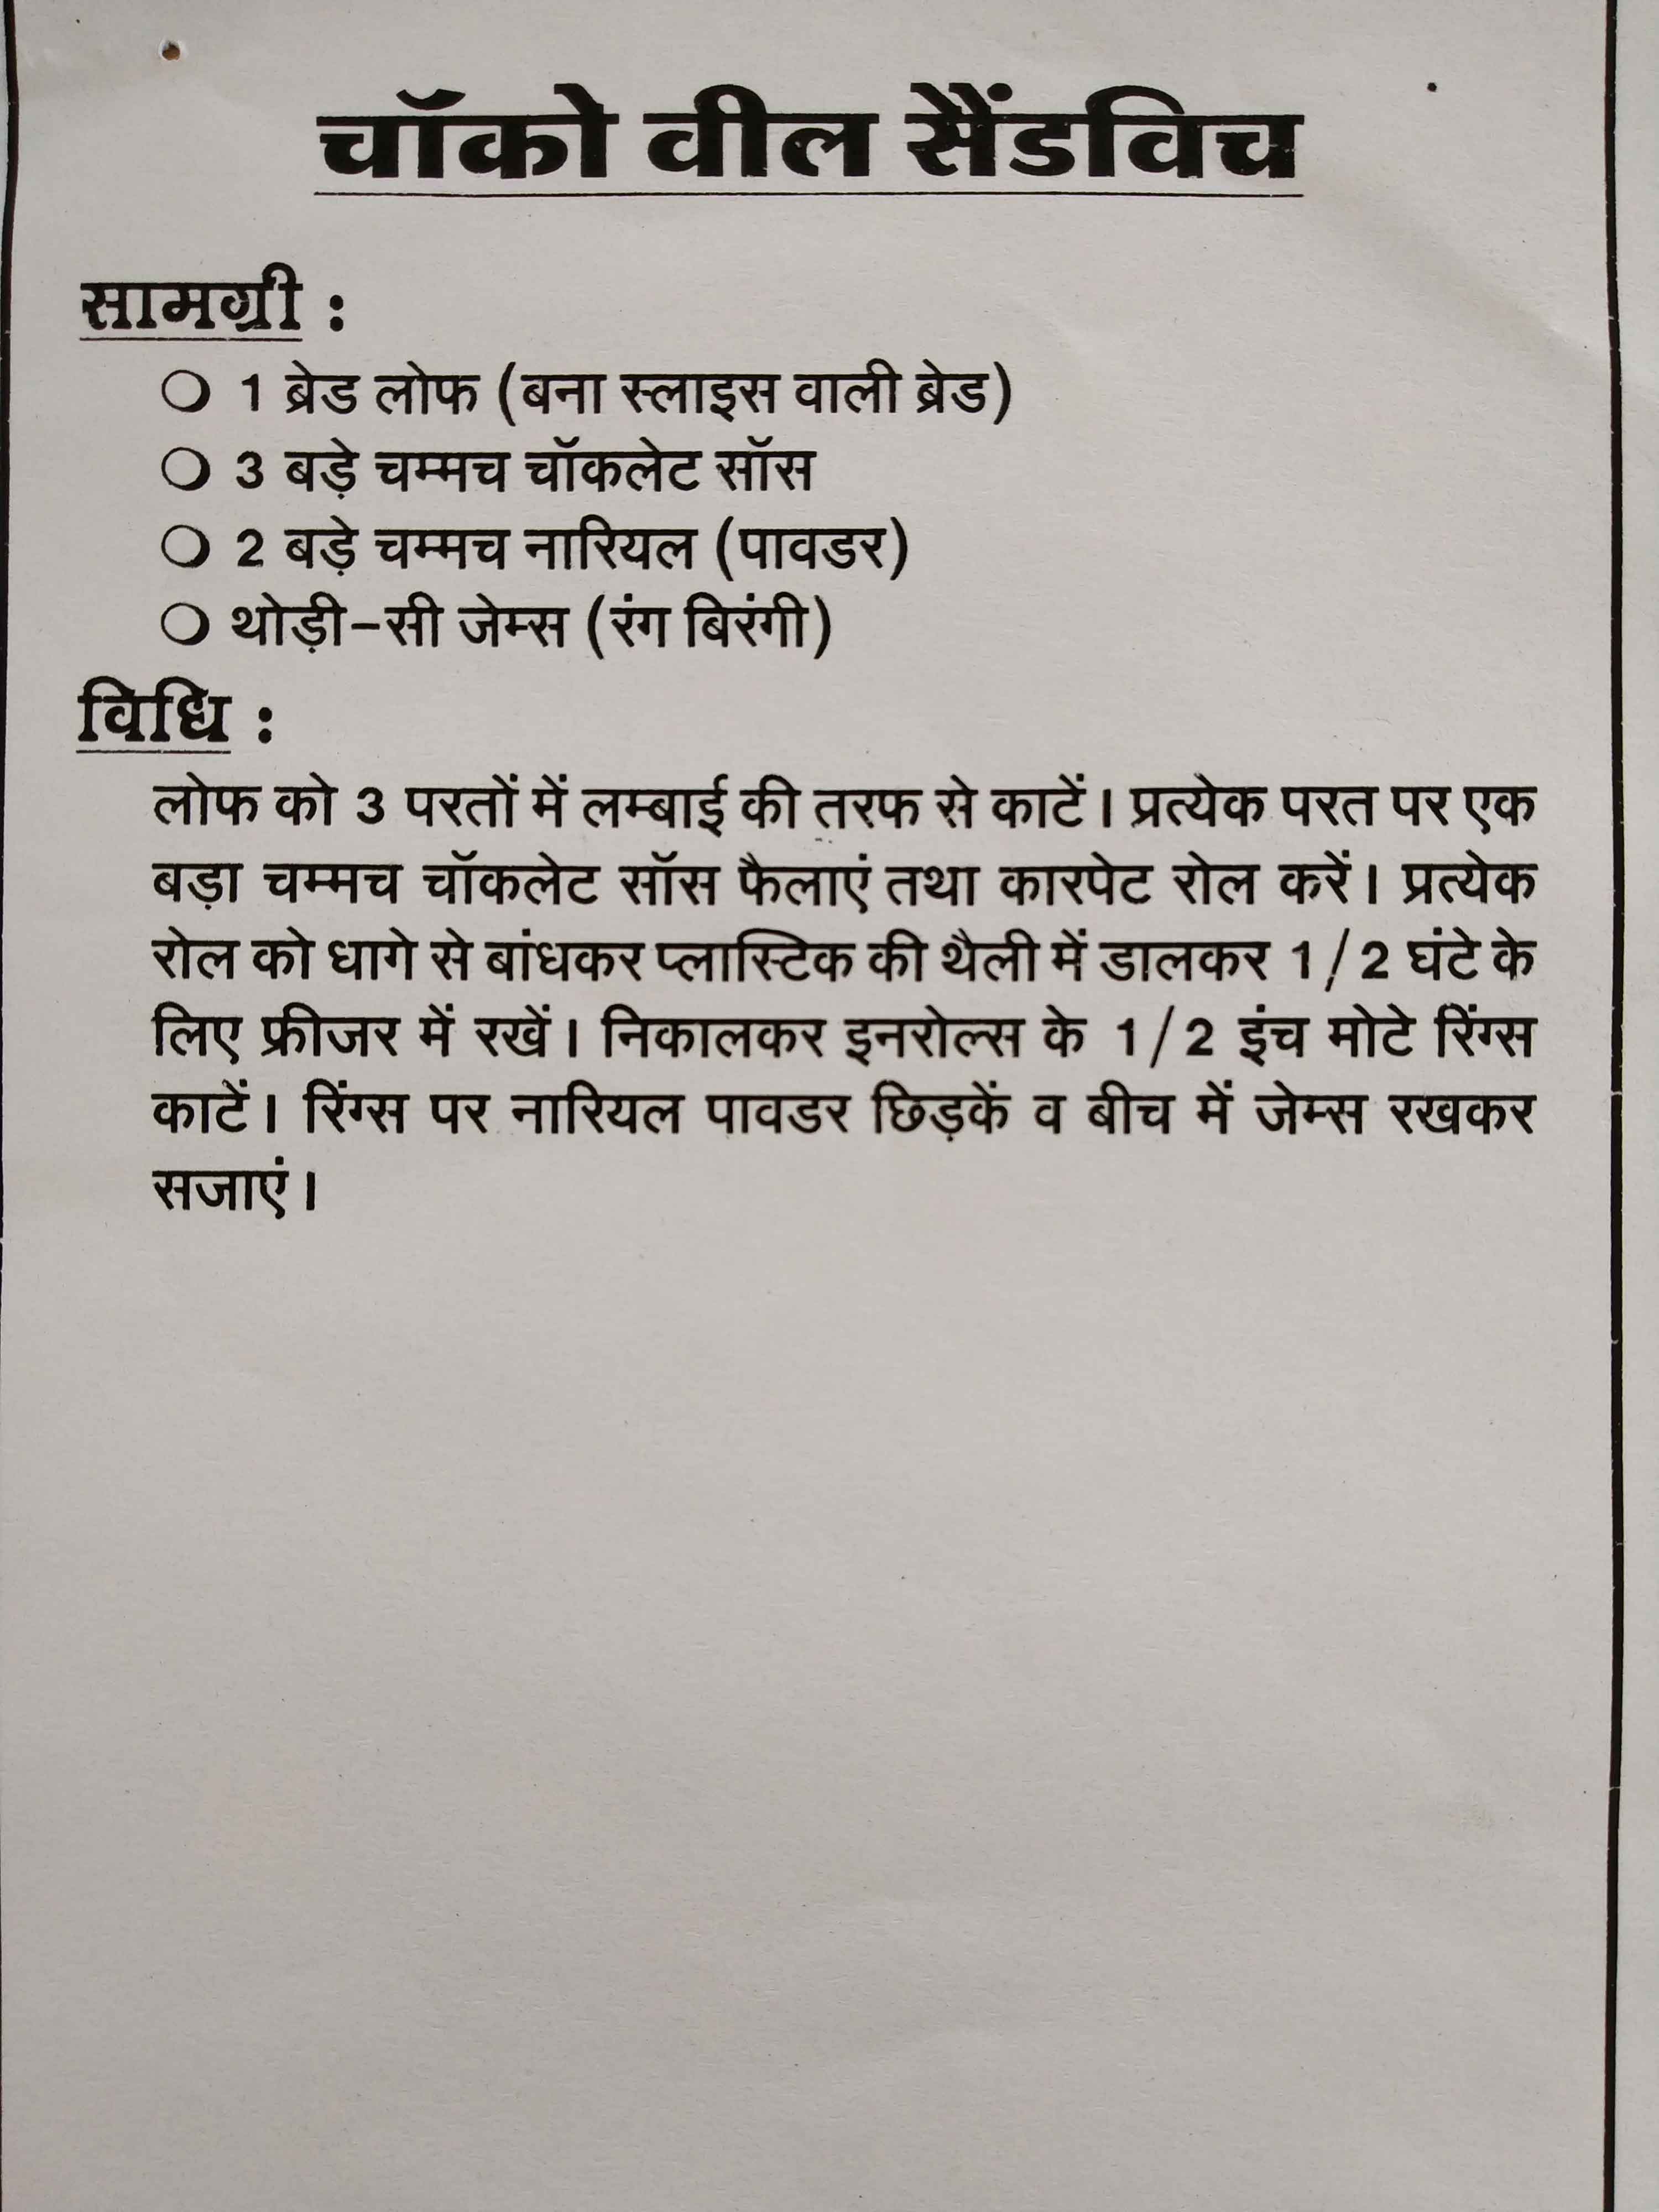 चॉको वील सैंडविच
सामग्री :
○ 1 ब्रेड लोफ (बना स्लाइस वाली ब्रेड)
○ 3 बड़े चम्मच चॉकलेट सॉस
○ 2 बड़े चम्मच नारियल (पावडर)
○ थोड़ी-सी जेम्स (रंग बिरंगी)
विधि :
लोफ को 3 परतों में लम्बाई की तरफ से काटें। प्रत्येक परत पर एक
बड़ा चम्मच चॉकलेट सॉस फैलाएं तथा कारपेट रोल करें। प्रत्येक
रोल को धागे से बांधकर प्लास्टिक की थैली में डालकर 1/2 घंटे के
लिए फ्रीजर में रखें। निकालकर इनरोल्स के 1/2 इंच मोटे रिंग्स
काटें। रिंग्स पर नारियल पावडर छिड़कें व बीच में जेम्स रखकर
सजाएं।